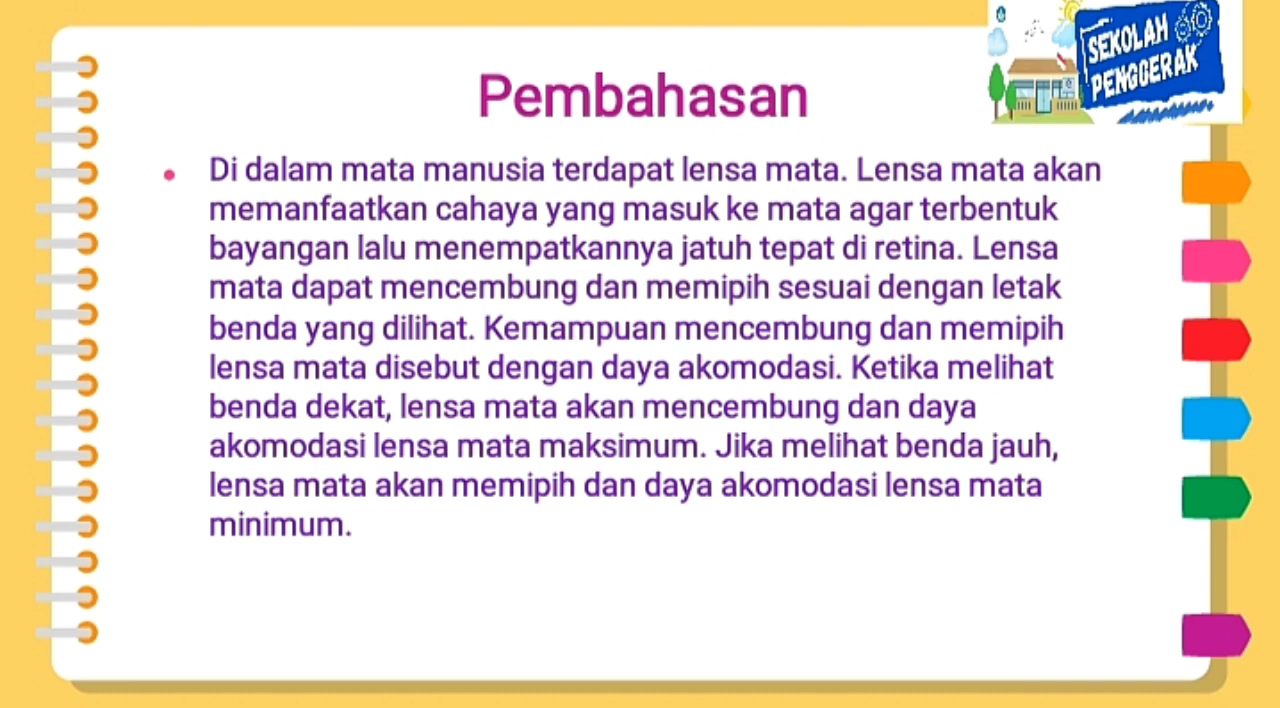 SEKOLAH
PENGGERAK
Pembahasan
• Di dalam mata manusia terdapat lensa mata. Lensa mata akan
memanfaatkan cahaya yang masuk ke mata agar terbentuk
bayangan lalu menempatkannya jatuh tepat di retina. Lensa
mata dapat mencembung dan memipih sesuai dengan letak
benda yang dilihat. Kemampuan mencembung dan memipih
lensa mata disebut dengan daya akomodasi. Ketika melihat
benda dekat, lensa mata akan mencembung dan daya
akomodasi lensa mata maksimum. Jika melihat benda jauh,
lensa mata akan memipih dan daya akomodasi lensa mata
minimum.